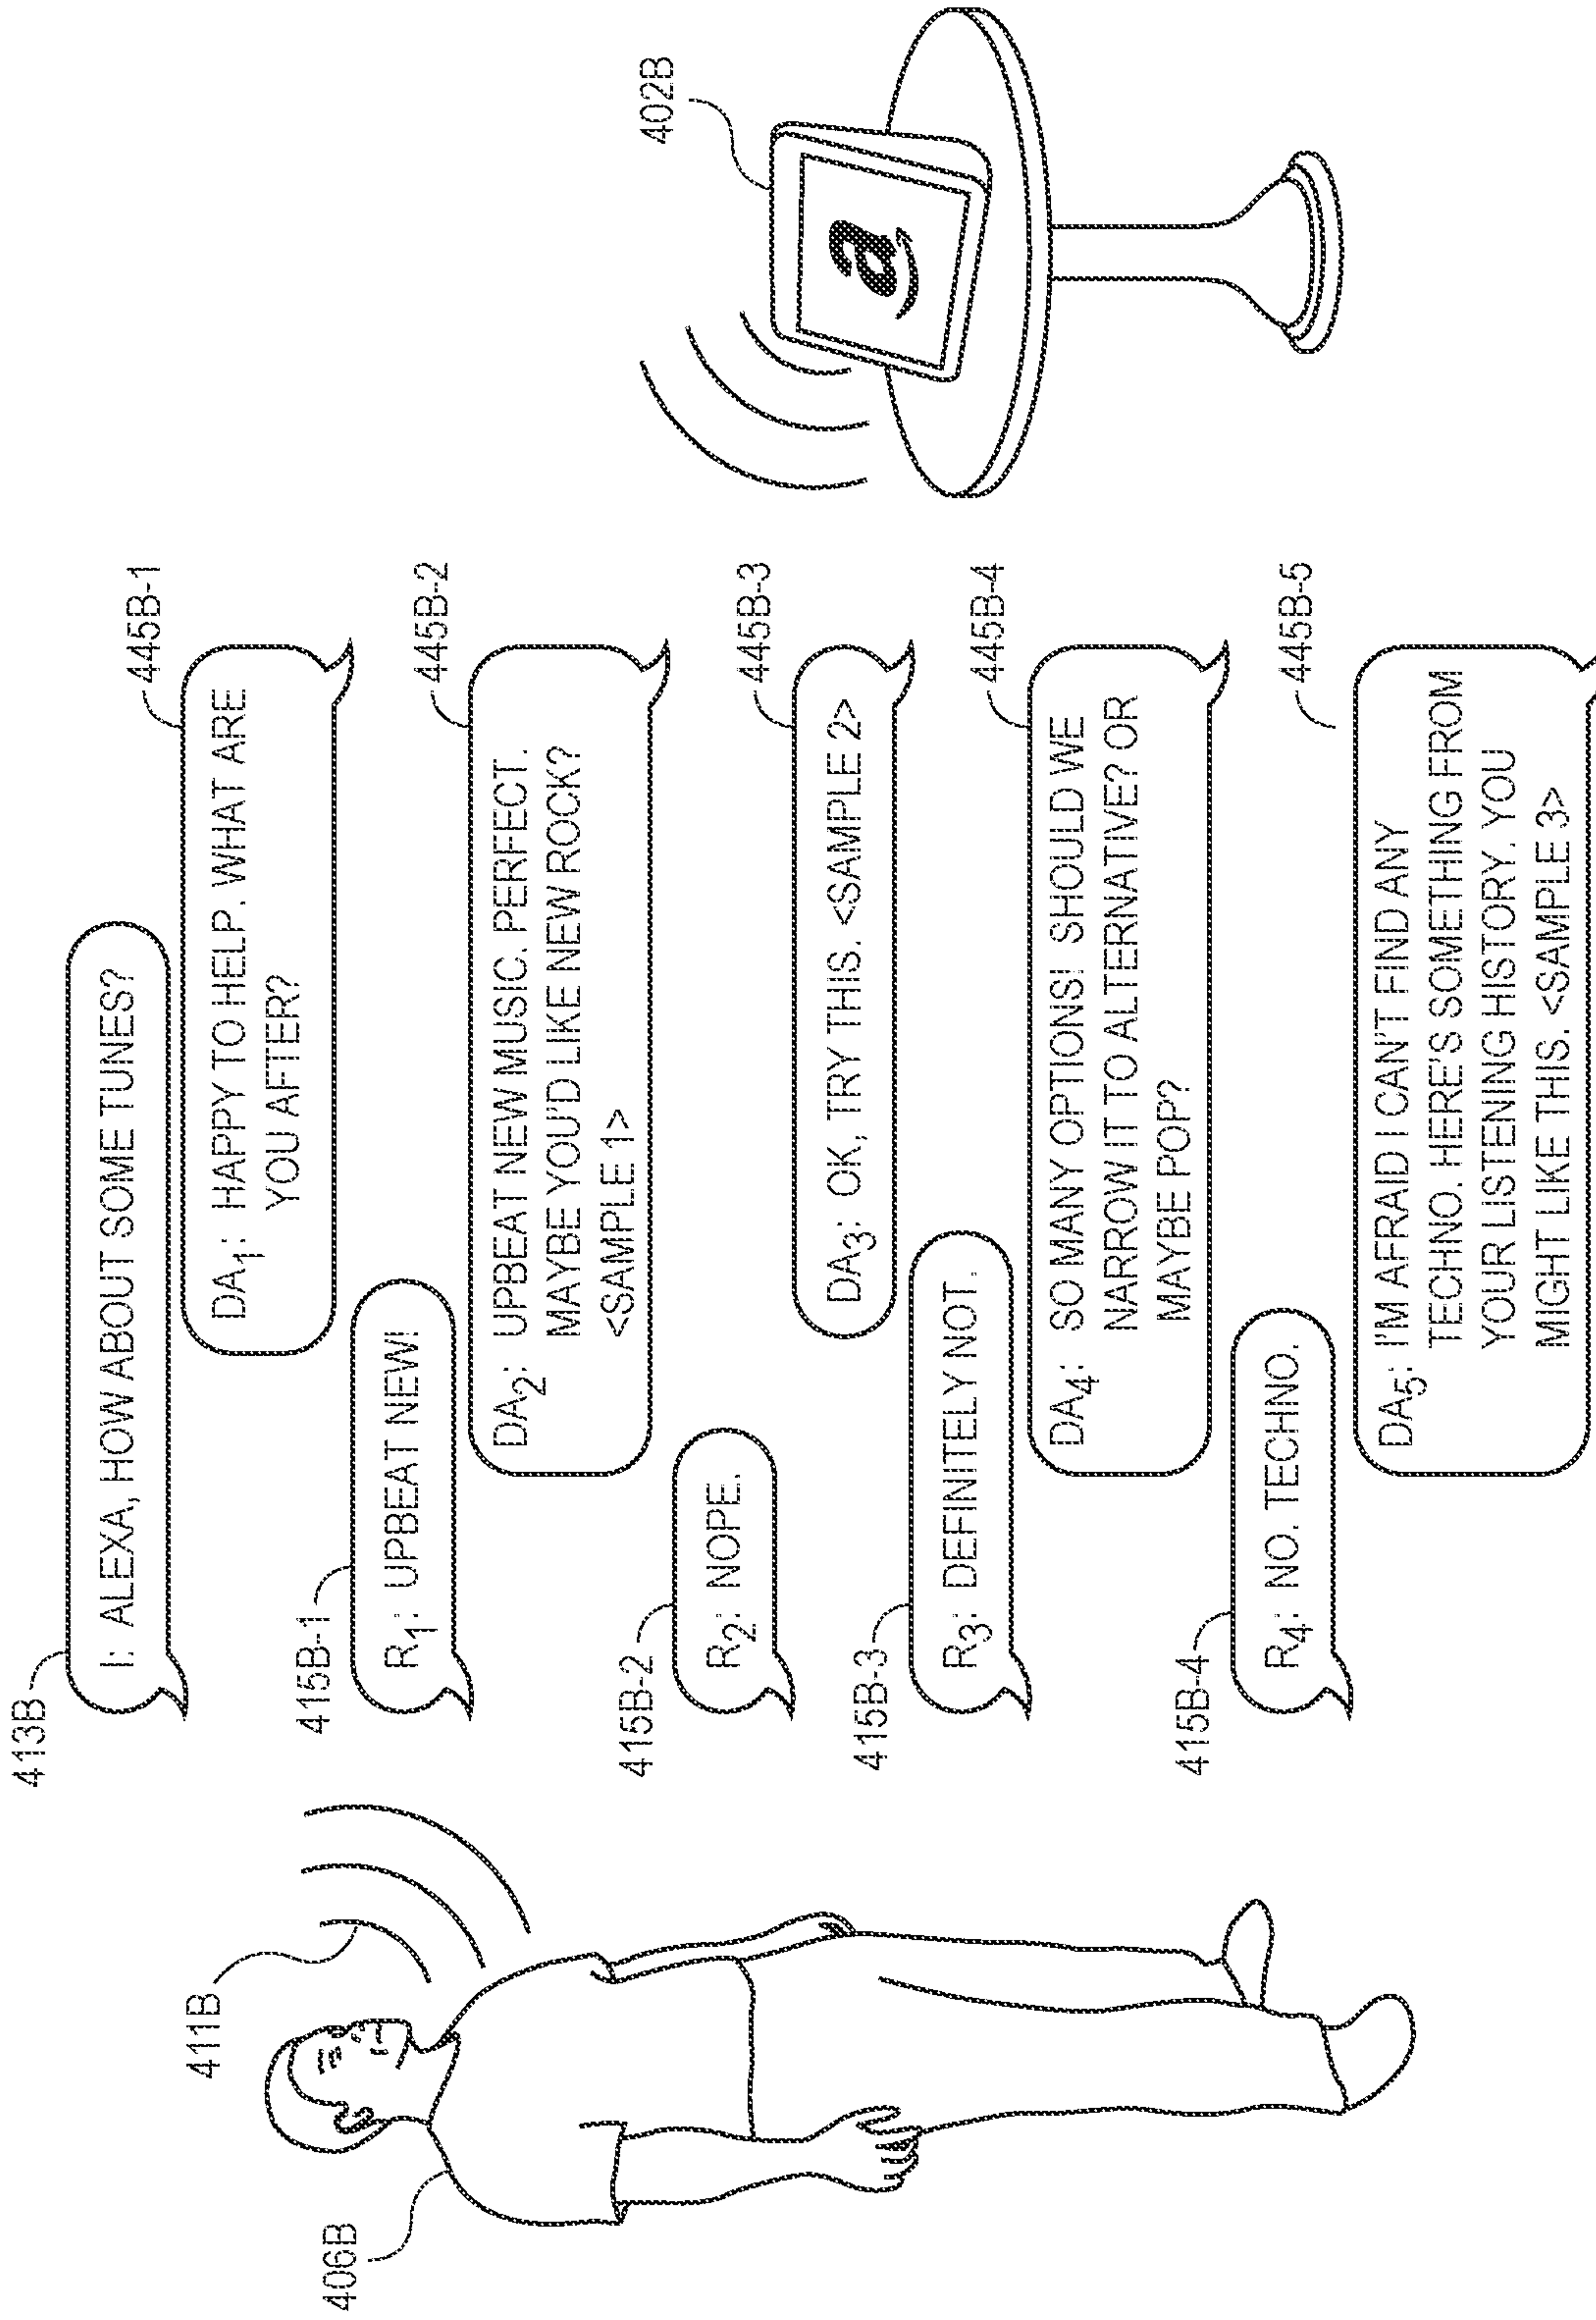 413B
I: ALEXA, HOW ABOUT SOME TUNES?
445B-1
DA1: HAPPY TO HELP. WHAT ARE
YOU AFTER?
415B-1
R1: UPBEAT NEW!
445B-2
DA2: UPBEAT NEW MUSIC. PERFECT.
MAYBE YOU'D LIKE NEW ROCK?
<SAMPLE 1>
415B-2
R2: NOPE.
445B-3
DA3: OK, TRY THIS. <SAMPLE 2>
415B-3
R3: DEFINITELY NOT.
445B-4
DA4: SO MANY OPTIONS! SHOULD WE
NARROW IT TO ALTERNATIVE? OR
MAYBE POP?
415B-4
R4: NO. TECHNO.
445B-5
DA5: I'M AFRAID I CAN'T FIND ANY
TECHNO. HERE'S SOMETHING FROM
YOUR LISTENING HISTORY. YOU
MIGHT LIKE THIS. <SAMPLE 3>
411B
406B
402B
a